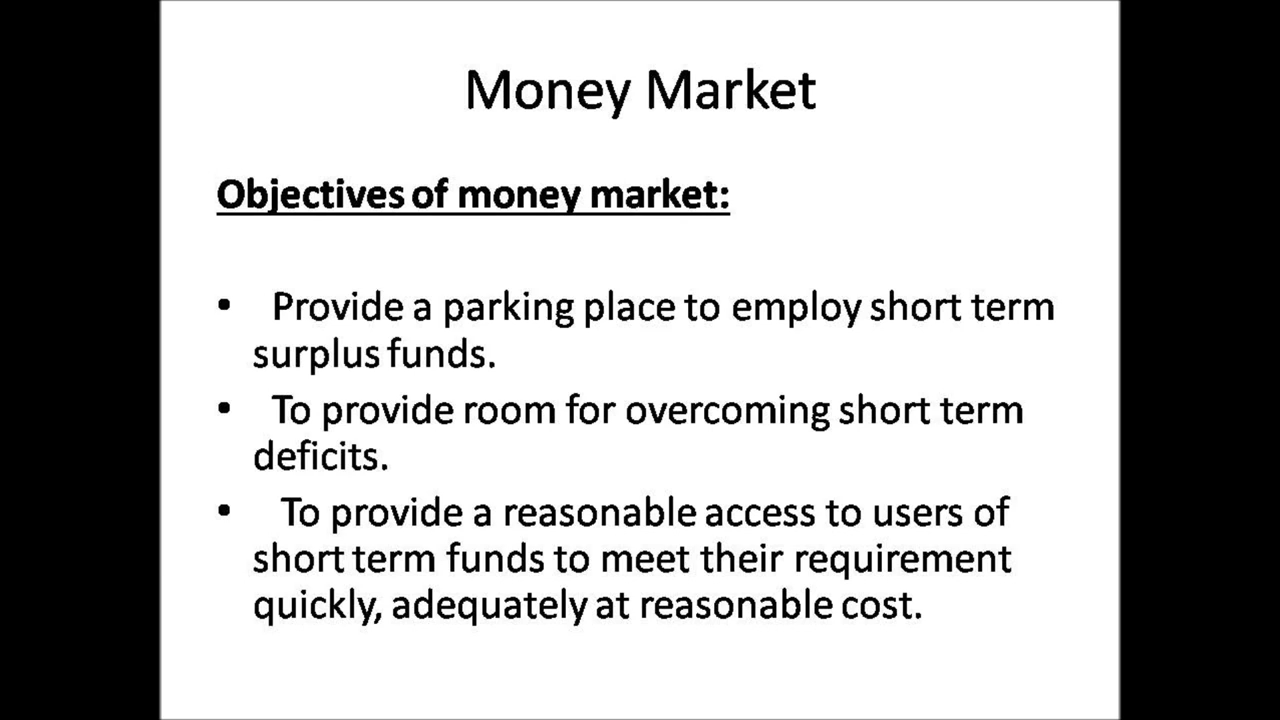 Money Market
Objectives of money market:
• Provide a parking place to employ short term
surplus funds.
• To provide room for overcoming short term
deficits.
• To provide a reasonable access to users of
short term funds to meet their requirement
quickly, adequately at reasonable cost.